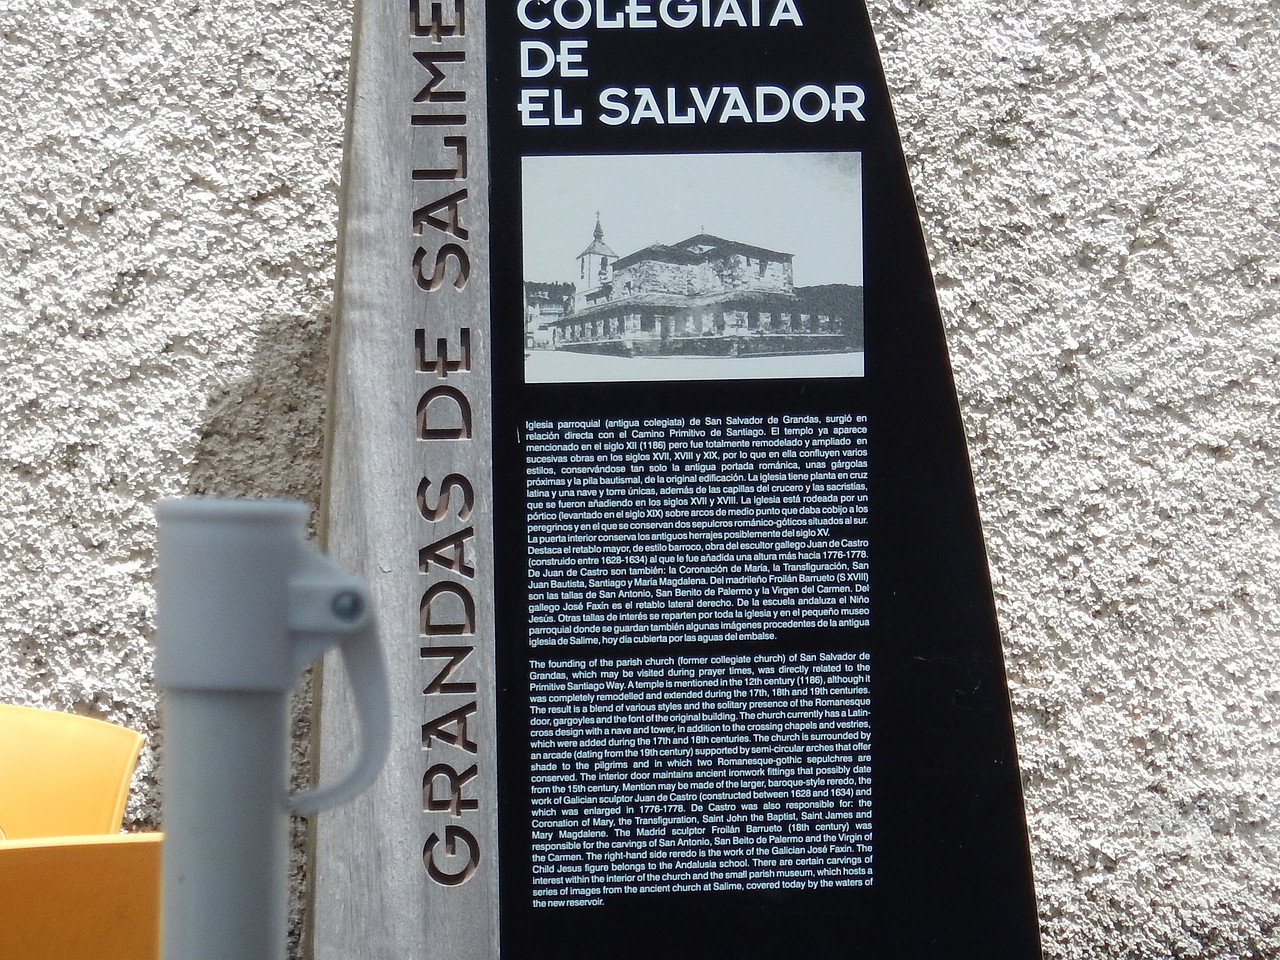 COLEGIATA
DE
EL SALVADOR
GRANDAS DE SALIME
Iglesia parroquial (antigua colegiata) de San Salvador de Grandas, surgió en
relación directa con el Camino Primitivo de Santiago. El templo ya aparece
mencionado en el siglo XII (1186) pero fue totalmente remodelado y ampliado en
sucesivas obras en los siglos XVII, XVIII y XIX, por lo que en ella confluyen varios
estilos, conservándose tan solo la antigua portada románica, unas gárgolas
próximas y la pila bautismal, de la original edificación. La iglesia tiene planta en cruz
latina y una nave y torre únicas, además de las capillas del crucero y las sacristías,
que se fueron añadiendo en los siglos XVII y XVIII. La iglesia está rodeada por un
pórtico (levantado en el siglo XIX) sobre arcos de medio punto que daba cobijo a los
peregrinos y en el que se conservan dos sepulcros románico-góticos situados al sur.
La puerta interior conserva los antiguos herrajes posiblemente del siglo XV.
Destaca el retablo mayor, de estilo barroco, obra del escultor gallego Juan de Castro
(construido entre 1628-1634) al que le fue añadida una altura más hacia 1776-1778.
De Juan de Castro son también: la Coronación de María, la Transfiguración, San
Juan Bautista, Santiago y María Magdalena. Del madrileño Froilán Barrueto (S XVIII)
son las tallas de San Antonio, San Benito de Palermo y la Virgen del Carmen. Del
gallego José Faxín es el retablo lateral derecho. De la escuela andaluza el Niño
Jesús. Otras tallas de interés se reparten por toda la iglesia y en el pequeño museo
parroquial donde se guardan también algunas imágenes procedentes de la antigua
iglesia de Salime, hoy día cubierta por las aguas del embalse.
The founding of the parish church (former collegiate church) of San Salvador de
Grandas, which may be visited during prayer times, was directly related to the
Primitive Santiago Way. A temple is mentioned in the 12th century (1186), although it
was completely remodelled and extended during the 17th, 18th and 19th centuries.
The result is a blend of various styles and the solitary presence of the Romanesque
door, gargoyles and the font of the original building. The church currently has a Latin-
cross design with a nave and tower, in addition to the crossing chapels and vestries,
which were added during the 17th and 18th centuries. The church is surrounded by
an arcade (dating from the 19th century) supported by semi-circular arches that offer
shade to the pilgrims and in which two Romanesque-gothic sepulchres are
conserved. The interior door maintains ancient ironwork fittings that possibly date
from the 15th century. Mention may be made of the larger, baroque-style reredo, the
work of Galician sculptor Juan de Castro (constructed between 1628 and 1634) and
which was enlarged in 1776-1778. De Castro was also responsible for: the
Coronation of Mary, the Transfiguration, Saint John the Baptist, Saint James and
Mary Magdalene. The Madrid sculptor Froilán Barrueto (18th century) was
responsible for the carvings of San Antonio, San Beito de Palermo and the Virgin of
the Carmen. The right-hand side reredo is the work of the Galician José Faxín. The
Child Jesus figure belongs to the Andalusia school. There are certain carvings of
interest within the interior of the church and the small parish museum, which hosts a
series of images from the ancient church at Salime, covered today by the waters of
the new reservoir.